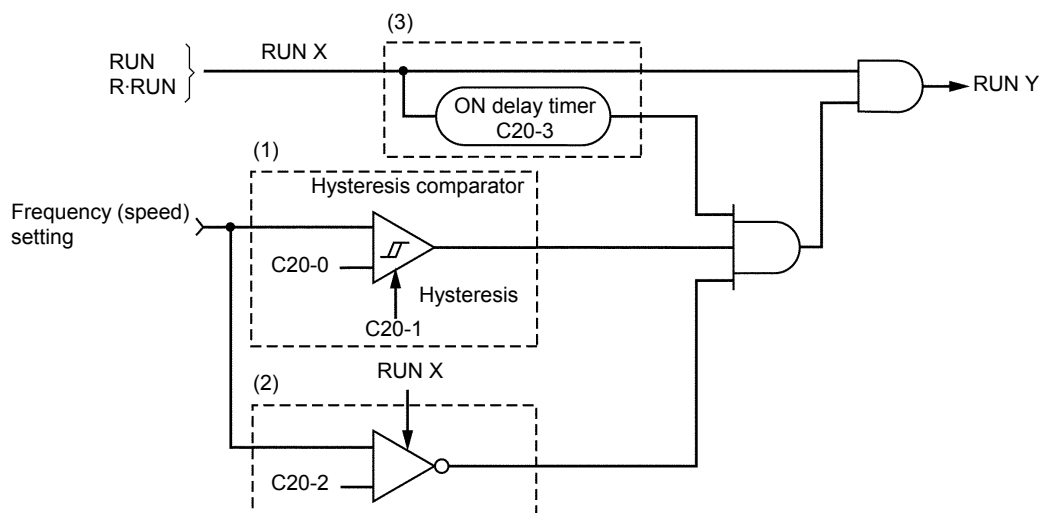 (3)
RUN X
RUN
R·RUN
RUN Y
ON delay timer
C20-3
(1)
Hysteresis comparator
Frequency (speed)
setting
C20-0
Hysteresis
C20-1
RUN X
(2)
C20-2